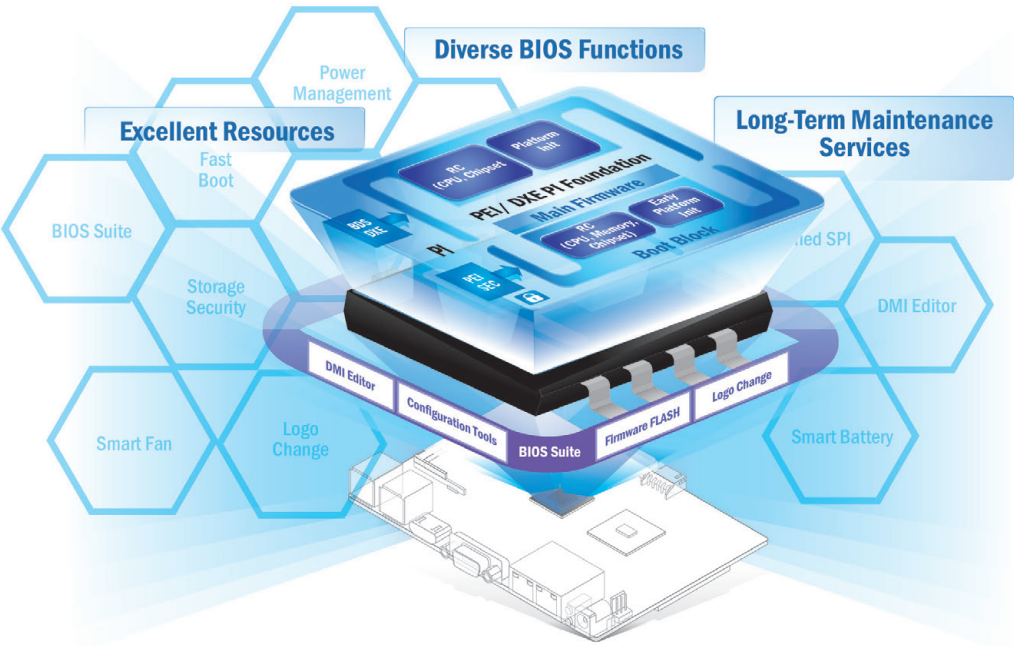 Diverse BIOS Functions
Power
Management
Excellent Resources
Long-Term Maintenance
Services
Fast
Boot
BIOS Suite
Storage
Security
Smart Fan
Logo
Change
SPI
DMI Editor
Smart Battery
RC
(CPU, Chipset
Platform
Init
PEI/ DXE PI Foundation
Main Firmware
BDS
DXE
PI
RC
(CPU, Memory,
Chipset)
Early
Platform
Init
Boot Block
PEI
SEC
DMI Editor
Configuration Tools
BIOS Suite
Firmware FLASH
Logo Change